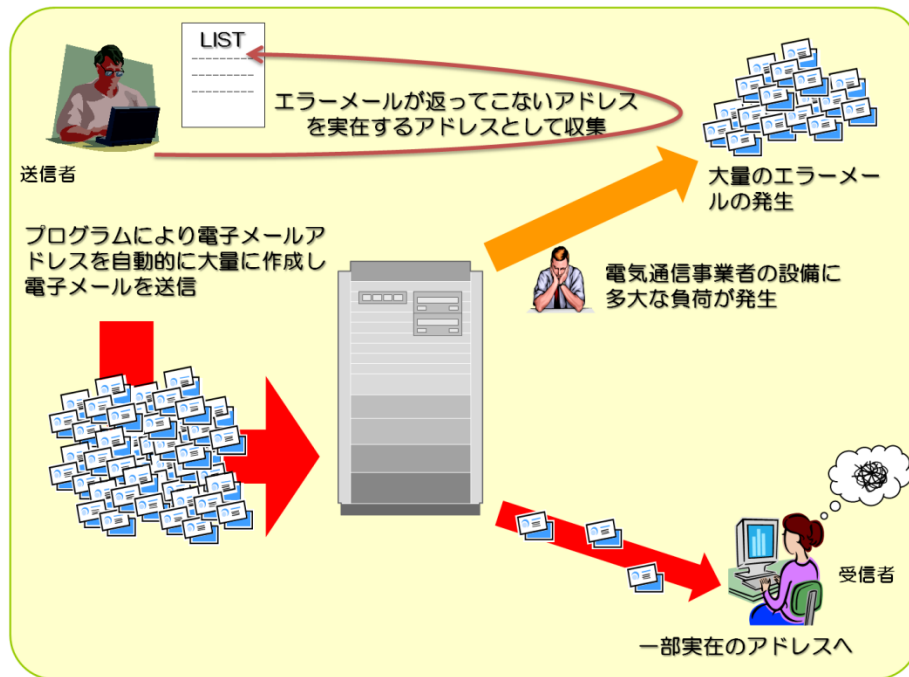 LIST
エラーメールが返ってこないアドレス
を実在するアドレスとして収集
送信者
大量のエラーメー
ルの発生
プログラムにより電子メールア
ドレスを自動的に大量に作成し
電子メールを送信
電気通信事業者の設備に
多大な負荷が発生
受信者
一部実在のアドレスへ